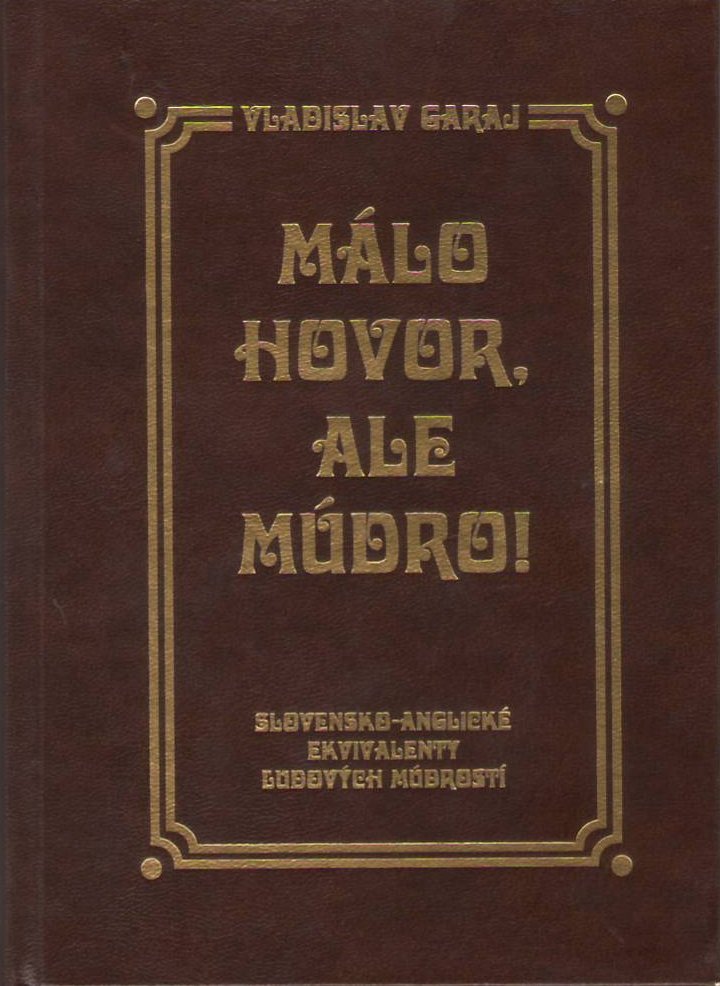 VLADISLAV GARAJ
MÁLO
HOVOR,
ALE
MÚDRO!
SLOVENSKO-ANGLICKÉ
EKVIVALENTY
ĽUDOVÝCH MÚDROSTÍ